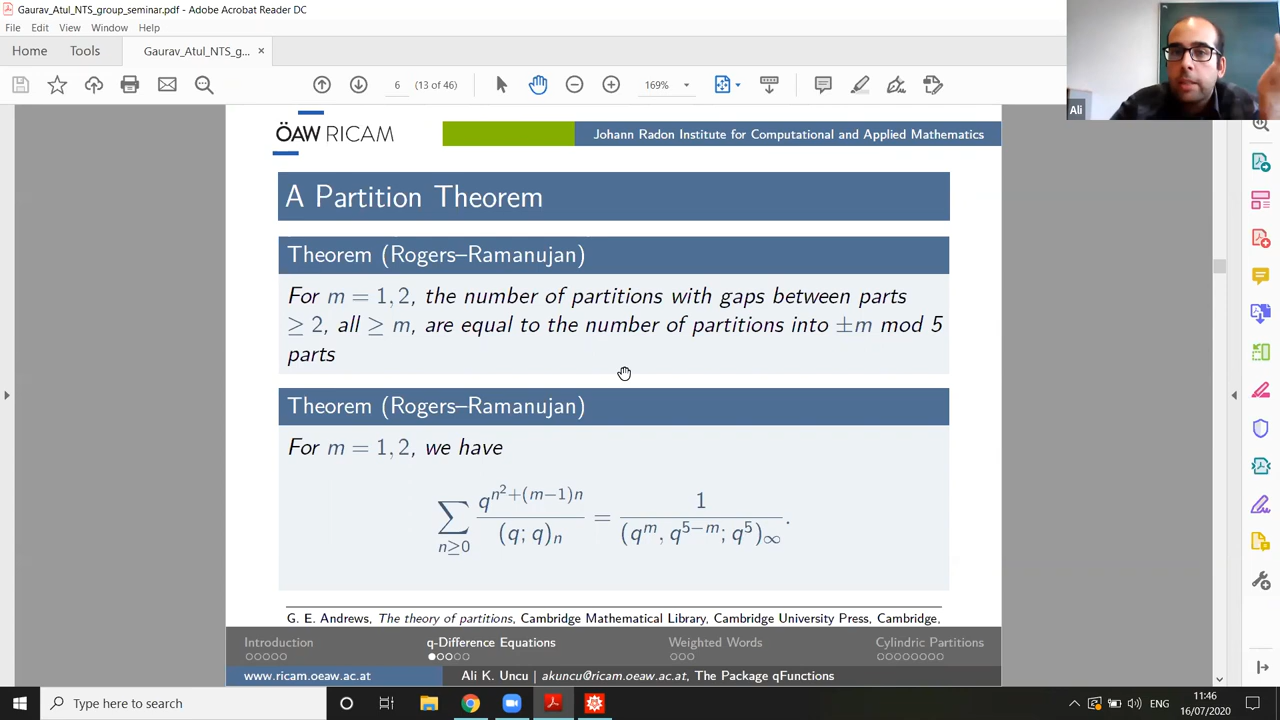 Gaurav_Atul_NTS_group_seminar.pdf - Adobe Acrobat Reader DC
File Edit View Window Help
Home Tools Gaurav_Atul_NTS_g... ×
6 (13 of 46) 169%
Ali
ÖAW RICAM Johann Radon Institute for Computational and Applied Mathematics
A Partition Theorem
Theorem (Rogers–Ramanujan)
For m = 1, 2, the number of partitions with gaps between parts
≥ 2, all ≥ m, are equal to the number of partitions into ±m mod 5
parts
Theorem (Rogers–Ramanujan)
For m = 1, 2, we have
∑_{n≥0} q^{n²+(m−1)n} / (q; q)_n = 1 / (q^m, q^{5−m}; q^5)_∞.
G. E. Andrews, The theory of partitions, Cambridge Mathematical Library, Cambridge University Press, Cambridge,
Introduction q-Difference Equations Weighted Words Cylindric Partitions
www.ricam.oeaw.ac.at Ali K. Uncu | akuncu@ricam.oeaw.ac.at, The Package qFunctions
Type here to search
ENG
11:46
16/07/2020